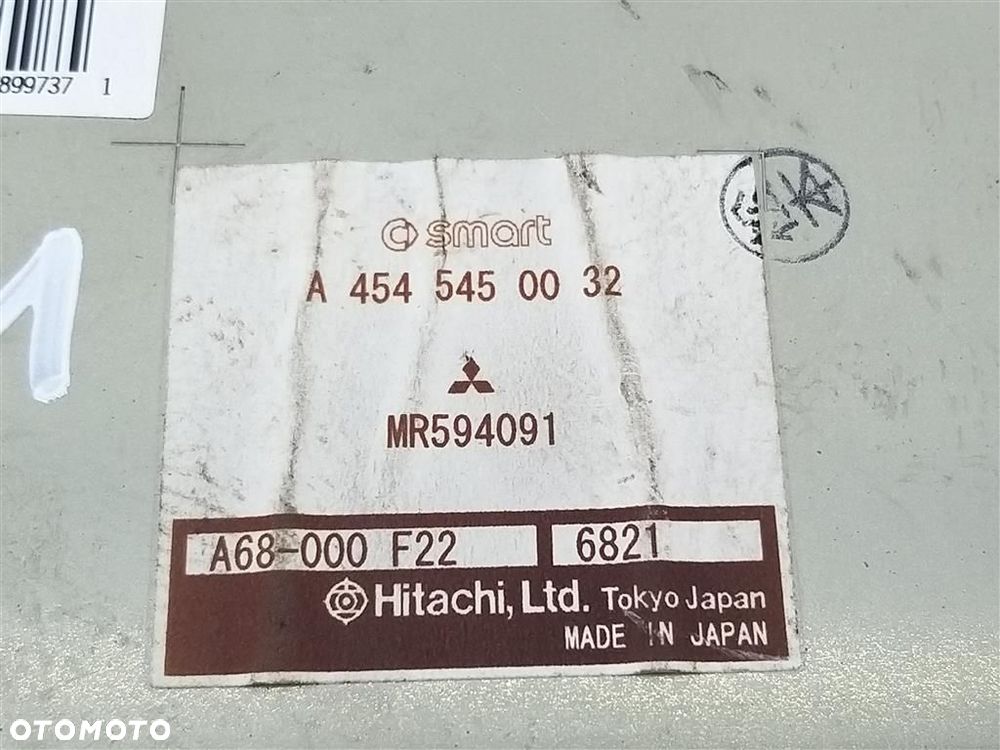 899737 1
1
smart
A 454 545 00 32
MR594091
A68-000 F22 6821
Hitachi, Ltd. Tokyo Japan
MADE IN JAPAN
OTOMOTO